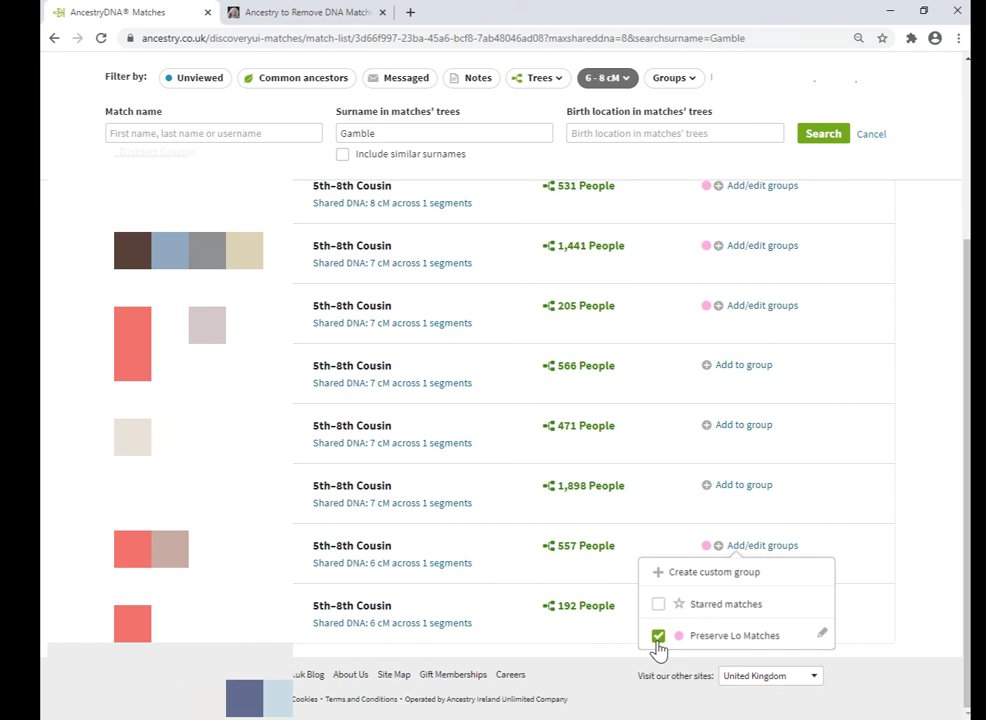 AncestryDNA® Matches
Ancestry to Remove DNA Match
ancestry.co.uk/discoveryui-matches/match-list/3d66f997-23ba-45a6-bcf8-7ab48046ad08?maxshareddna=8&searchsurname=Gamble
Filter by: Unviewed Common ancestors Messaged Notes Trees 6 - 8 cM Groups
Match name Surname in matches' trees Birth location in matches' trees
First name, last name or username Gamble Birth location in matches' trees Search Cancel
Distant Cousin Include similar surnames
5th–8th Cousin 531 People Add/edit groups
Shared DNA: 8 cM across 1 segments
5th–8th Cousin 1,441 People Add/edit groups
Shared DNA: 7 cM across 1 segments
5th–8th Cousin 205 People Add/edit groups
Shared DNA: 7 cM across 1 segments
5th–8th Cousin 566 People Add to group
Shared DNA: 7 cM across 1 segments
5th–8th Cousin 471 People Add to group
Shared DNA: 7 cM across 1 segments
5th–8th Cousin 1,898 People Add to group
Shared DNA: 7 cM across 1 segments
5th–8th Cousin 557 People Add/edit groups
Shared DNA: 6 cM across 1 segments
Create custom group
5th–8th Cousin 192 People Starred matches
Shared DNA: 6 cM across 1 segments
Preserve Lo Matches
.uk Blog About Us Site Map Gift Memberships Careers Visit our other sites: United Kingdom
Cookies • Terms and Conditions • Operated by Ancestry Ireland Unlimited Company